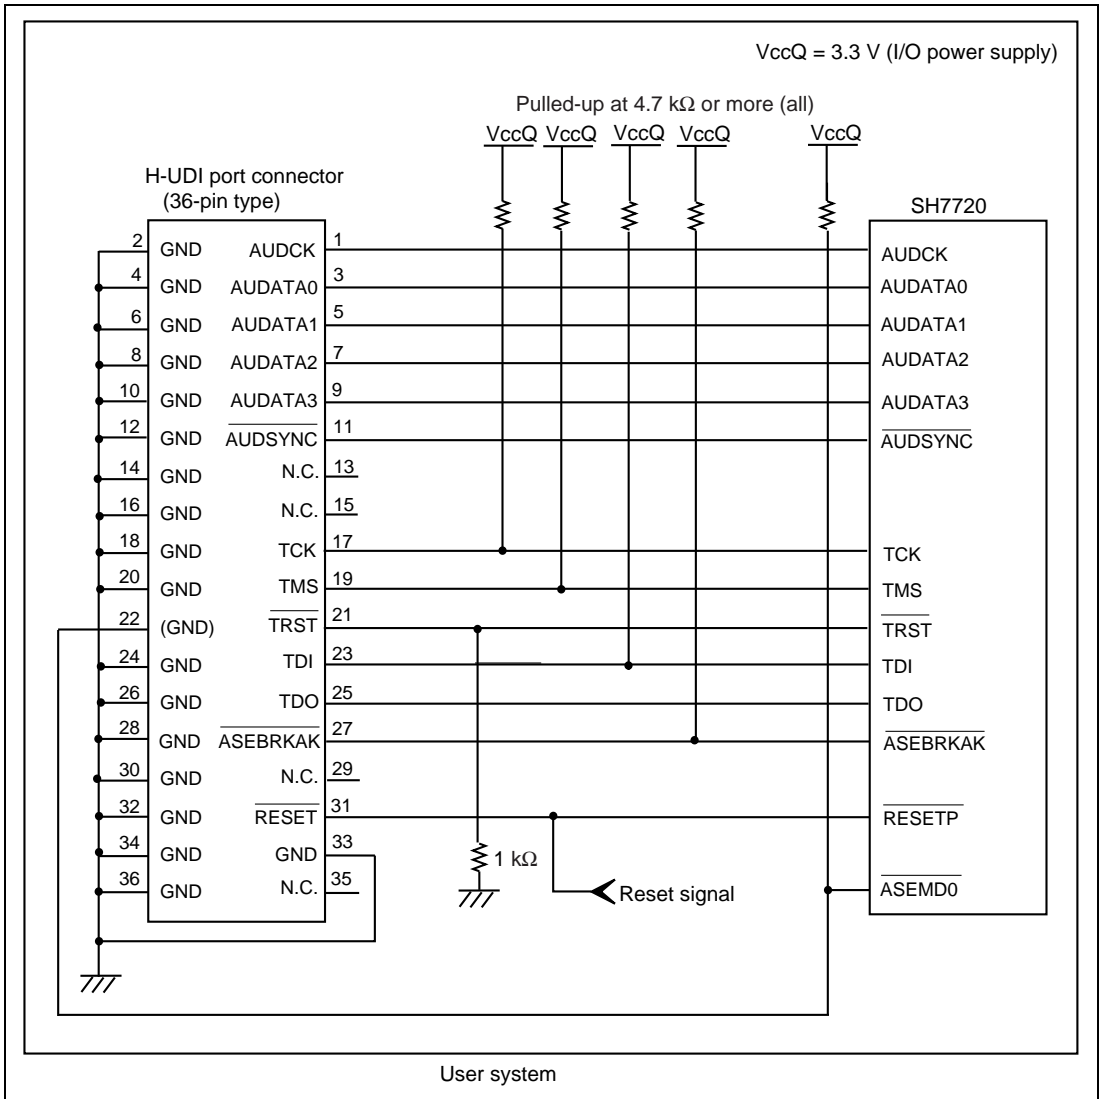 VccQ = 3.3 V (I/O power supply)
Pulled-up at 4.7 kΩ or more (all)
VccQ VccQ VccQ VccQ VccQ
H-UDI port connector
(36-pin type)
SH7720
2 GND AUDCK 1 AUDCK
4 GND AUDATA0 3 AUDATA0
6 GND AUDATA1 5 AUDATA1
8 GND AUDATA2 7 AUDATA2
10 GND AUDATA3 9 AUDATA3
12 GND AUDSYNC 11 AUDSYNC
14 GND N.C. 13
16 GND N.C. 15
18 GND TCK 17 TCK
20 GND TMS 19 TMS
22 (GND) TRST 21 TRST
24 GND TDI 23 TDI
26 GND TDO 25 TDO
28 GND ASEBRKAK 27 ASEBRKAK
30 GND N.C. 29
32 GND RESET 31 RESETP
34 GND GND 33
1 kΩ
36 GND N.C. 35
Reset signal
ASEMD0
User system